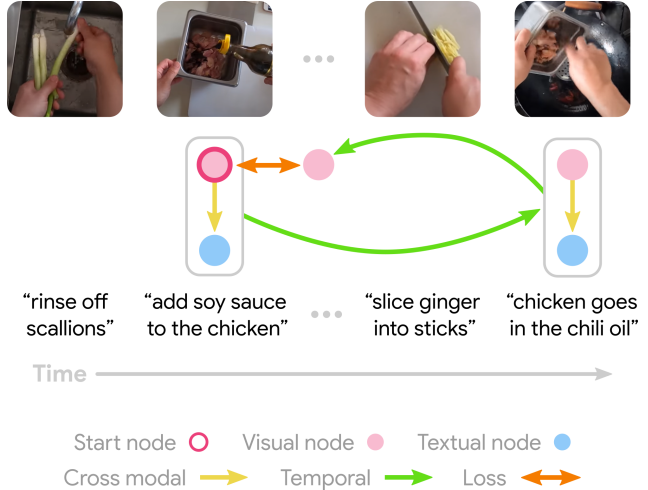 “rinse off
scallions”
“add soy sauce
to the chicken”
“slice ginger
into sticks”
“chicken goes
in the chili oil”
Time
Start node
Visual node
Textual node
Cross modal
Temporal
Loss